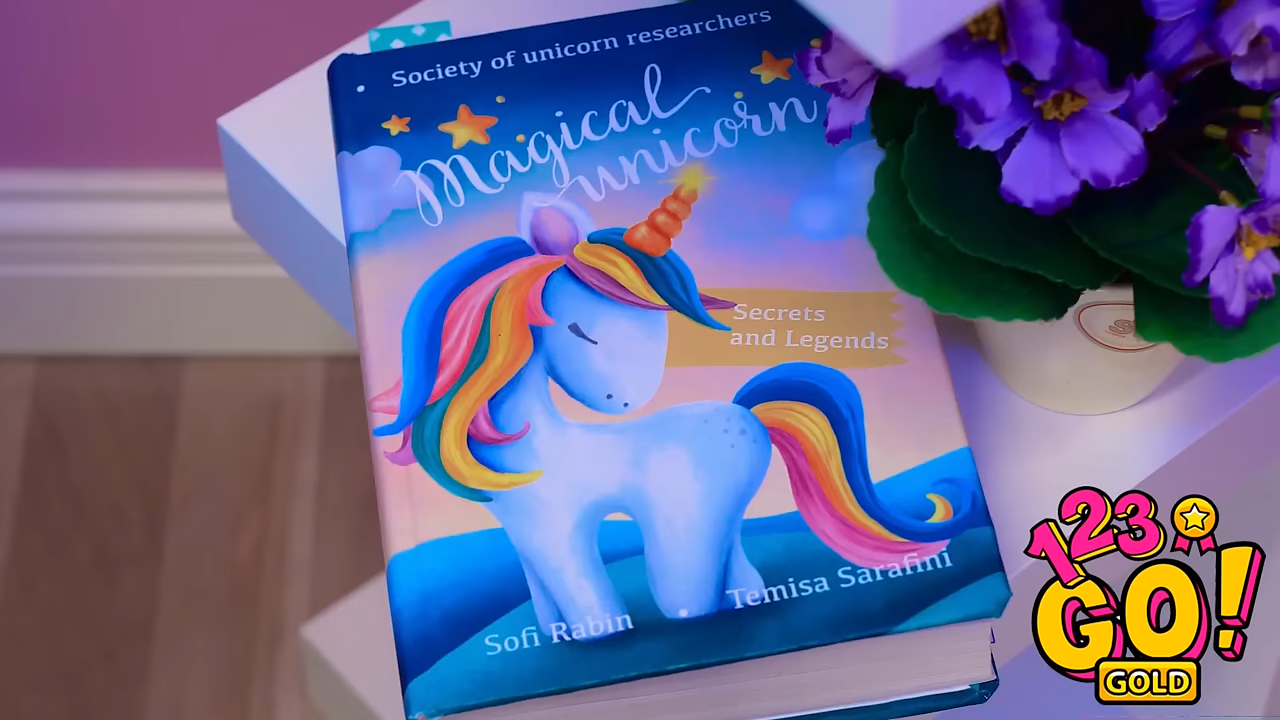 Society of unicorn researchers
Magical
unicorn
Secrets
and Legends
Sofi Rabin
Temisa Sarafini
123
GO!
GOLD